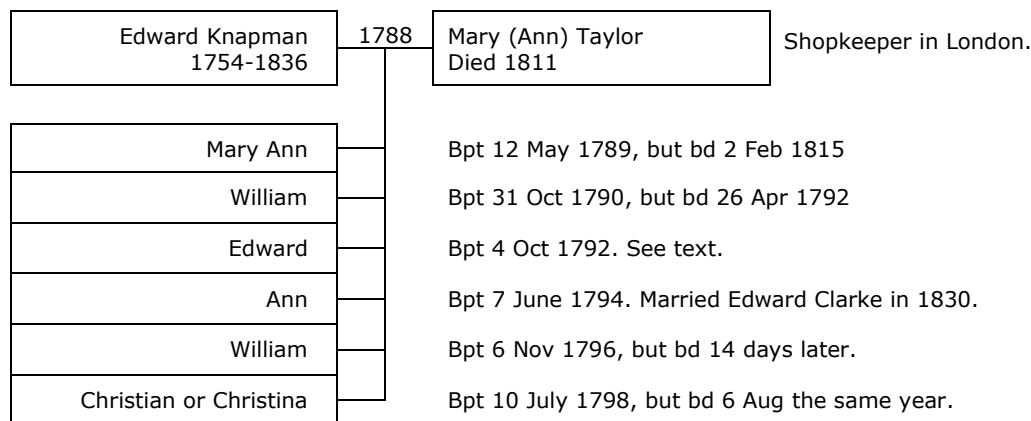 Edward Knapman 1788 Mary (Ann) Taylor Shopkeeper in London.
1754-1836 Died 1811
Mary Ann Bpt 12 May 1789, but bd 2 Feb 1815
William Bpt 31 Oct 1790, but bd 26 Apr 1792
Edward Bpt 4 Oct 1792. See text.
Ann Bpt 7 June 1794. Married Edward Clarke in 1830.
William Bpt 6 Nov 1796, but bd 14 days later.
Christian or Christina Bpt 10 July 1798, but bd 6 Aug the same year.